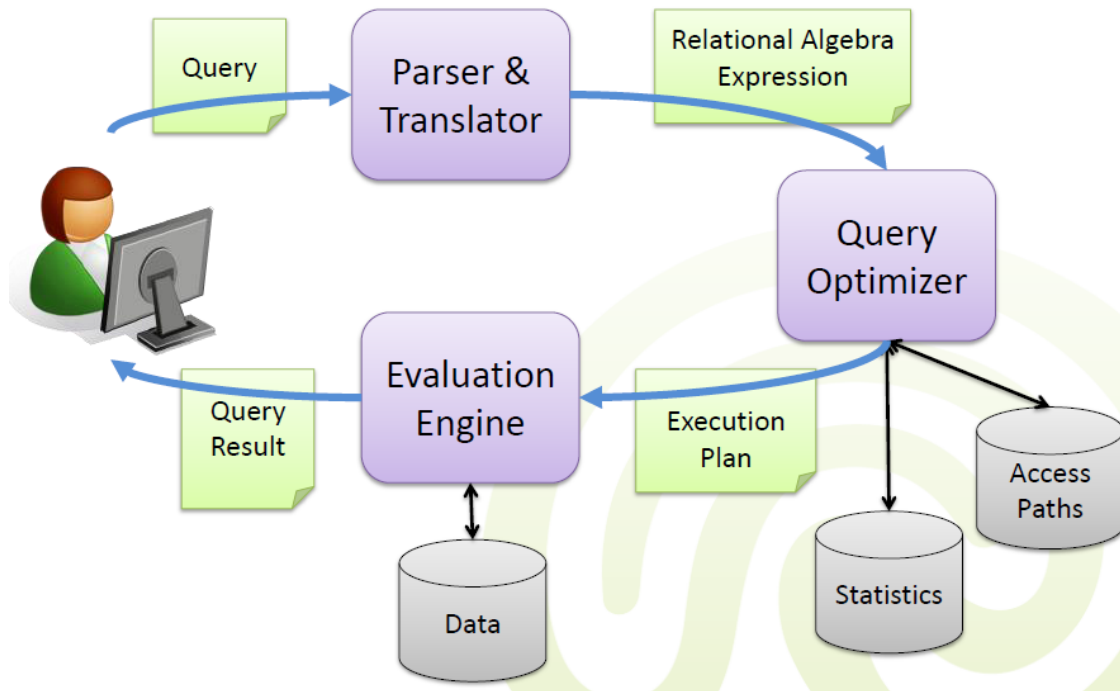 Query
Parser &
Translator
Relational Algebra
Expression
Query
Optimizer
Evaluation
Engine
Query
Result
Execution
Plan
Access
Paths
Statistics
Data